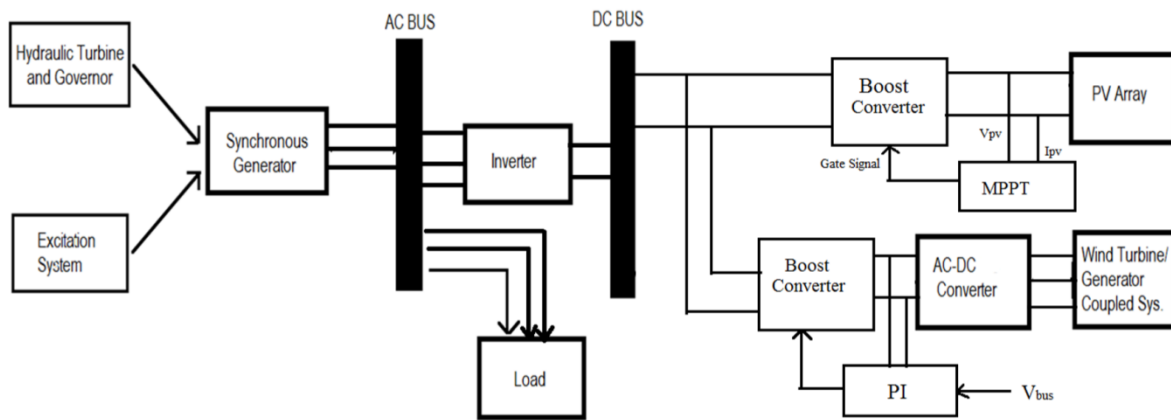 AC BUS
DC BUS
Hydraulic Turbine
and Governor
Synchronous
Generator
Excitation
System
Inverter
Load
Boost
Converter
PV Array
Vpv
Ipv
Gate Signal
MPPT
Boost
Converter
AC-DC
Converter
Wind Turbine/
Generator
Coupled Sys.
PI
Vbus